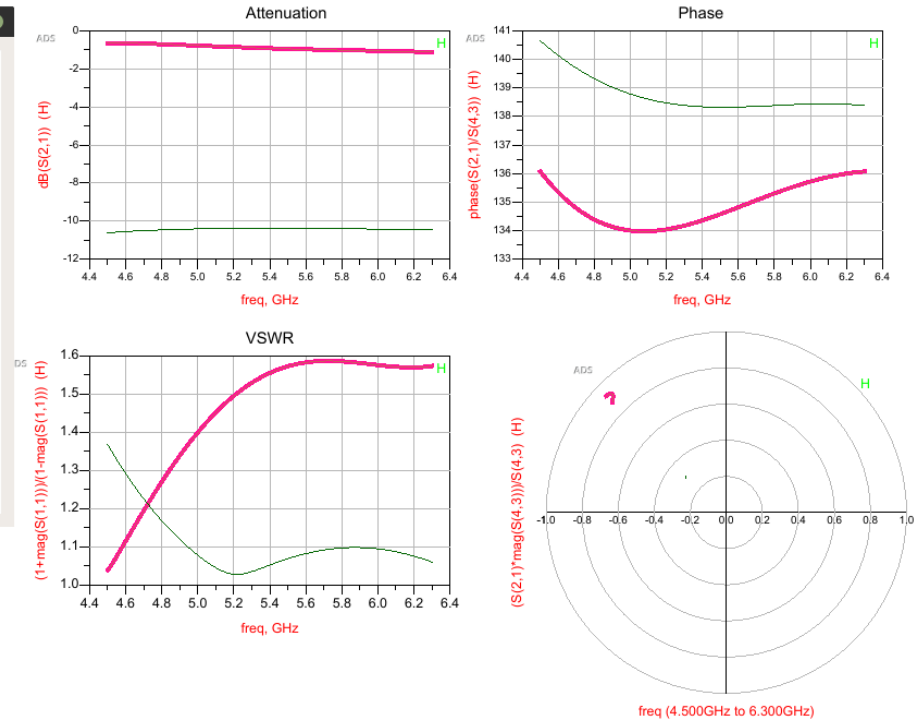 Attenuation
ADS
H
0
-2
-4
-6
-8
-10
-12
4.4 4.6 4.8 5.0 5.2 5.4 5.6 5.8 6.0 6.2 6.4
dB(S(2,1)) (H)
freq, GHz
Phase
ADS
H
141
140
139
138
137
136
135
134
133
4.4 4.6 4.8 5.0 5.2 5.4 5.6 5.8 6.0 6.2 6.4
phase(S(2,1)/S(4,3)) (H)
freq, GHz
VSWR
DS
H
1.6
1.5
1.4
1.3
1.2
1.1
1.0
4.4 4.6 4.8 5.0 5.2 5.4 5.6 5.8 6.0 6.2 6.4
(1+mag(S(1,1)))/(1-mag(S(1,1))) (H)
freq, GHz
ADS
H
-1.0 -0.8 -0.6 -0.4 -0.2 0.0 0.2 0.4 0.6 0.8 1.0
(S(2,1)*mag(S(4,3)))/S(4,3) (H)
freq (4.500GHz to 6.300GHz)